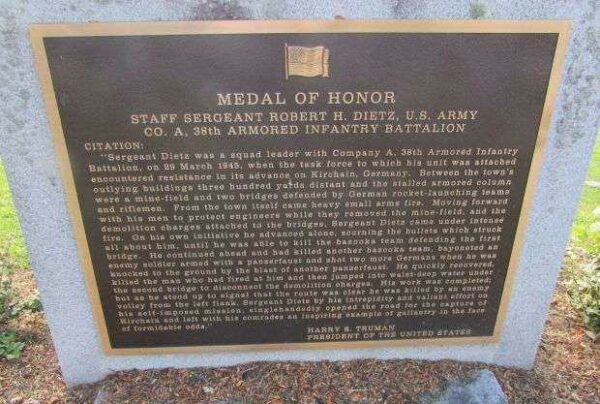 MEDAL OF HONOR
STAFF SERGEANT ROBERT H. DIETZ, U.S. ARMY
CO. A, 38th ARMORED INFANTRY BATTALION
CITATION:
"Sergeant Dietz was a squad leader with Company A, 38th Armored Infantry
Battalion, on 29 March 1945, when the task force to which his unit was attached
encountered resistance in its advance on Kirchain, Germany. Between the town's
outlying buildings three hundred yards distant and the stalled armored column
were a mine-field and two bridges defended by German rocket-launching teams
and riflemen. From the town itself came heavy small arms fire. Moving forward
with his men to protect engineers while they removed the mine-field, and the
demolition charges attached to the bridges, Sergeant Dietz came under intense
fire. On his own initiative he advanced alone, scorning the bullets which struck
all about him, until he was able to kill the bazooka team defending the first
bridge. He continued ahead and had killed another bazooka team, bayoneted an
enemy soldier armed with a panzerfaust and shot two more Germans when he was
knocked to the ground by the blast of another panzerfaust. He quickly recovered,
killed the man who had fired at him and then jumped into waist-deep water under
the second bridge to disconnect the demolition charges. His work was completed
but as he stood up to signal that the route was clear he was killed by an enemy
volley from the left flank. Sergeant Dietz by his intrepidity and valiant effort on
his self-imposed mission, singlehandedly opened the road for the capture of
Kirchain and left with his comrades an inspiring example of gallantry in the face
of formidable odds."
HARRY S. TRUMAN
PRESIDENT OF THE UNITED STATES